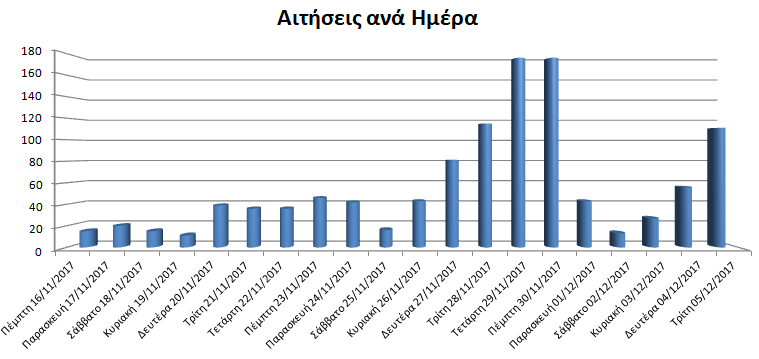 Αιτήσεις ανά Ημέρα
180
160
140
120
100
80
60
40
20
0
Πέμπτη 16/11/2017
Παρασκευή 17/11/2017
Σάββατο 18/11/2017
Κυριακή 19/11/2017
Δευτέρα 20/11/2017
Τρίτη 21/11/2017
Τετάρτη 22/11/2017
Πέμπτη 23/11/2017
Παρασκευή 24/11/2017
Σάββατο 25/11/2017
Κυριακή 26/11/2017
Δευτέρα 27/11/2017
Τρίτη 28/11/2017
Τετάρτη 29/11/2017
Πέμπτη 30/11/2017
Παρασκευή 01/12/2017
Σάββατο 02/12/2017
Κυριακή 03/12/2017
Δευτέρα 04/12/2017
Τρίτη 05/12/2017